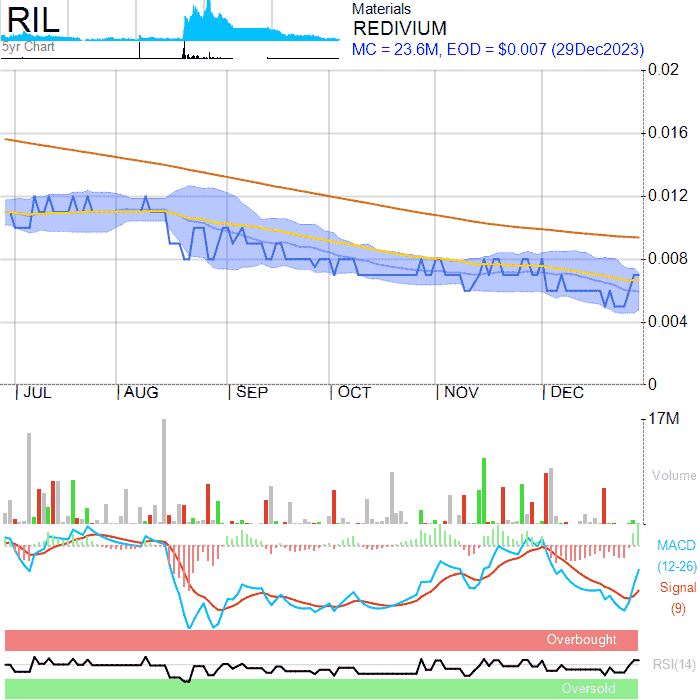 RIL
Materials
REDIVIUM
5yr Chart
MC = 23.6M, EOD = $0.007 (29Dec2023)
0.02
0.016
0.012
0.008
0.004
0
JUL AUG SEP OCT NOV DEC
17M
Volume
MACD
(12-26)
Signal
(9)
Overbought
RSI(14)
Oversold